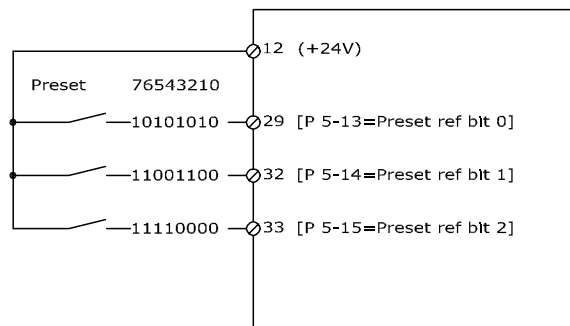 12 (+24V)
Preset 76543210
10101010 29 [P 5-13=Preset ref bit 0]
11001100 32 [P 5-14=Preset ref bit 1]
11110000 33 [P 5-15=Preset ref bit 2]